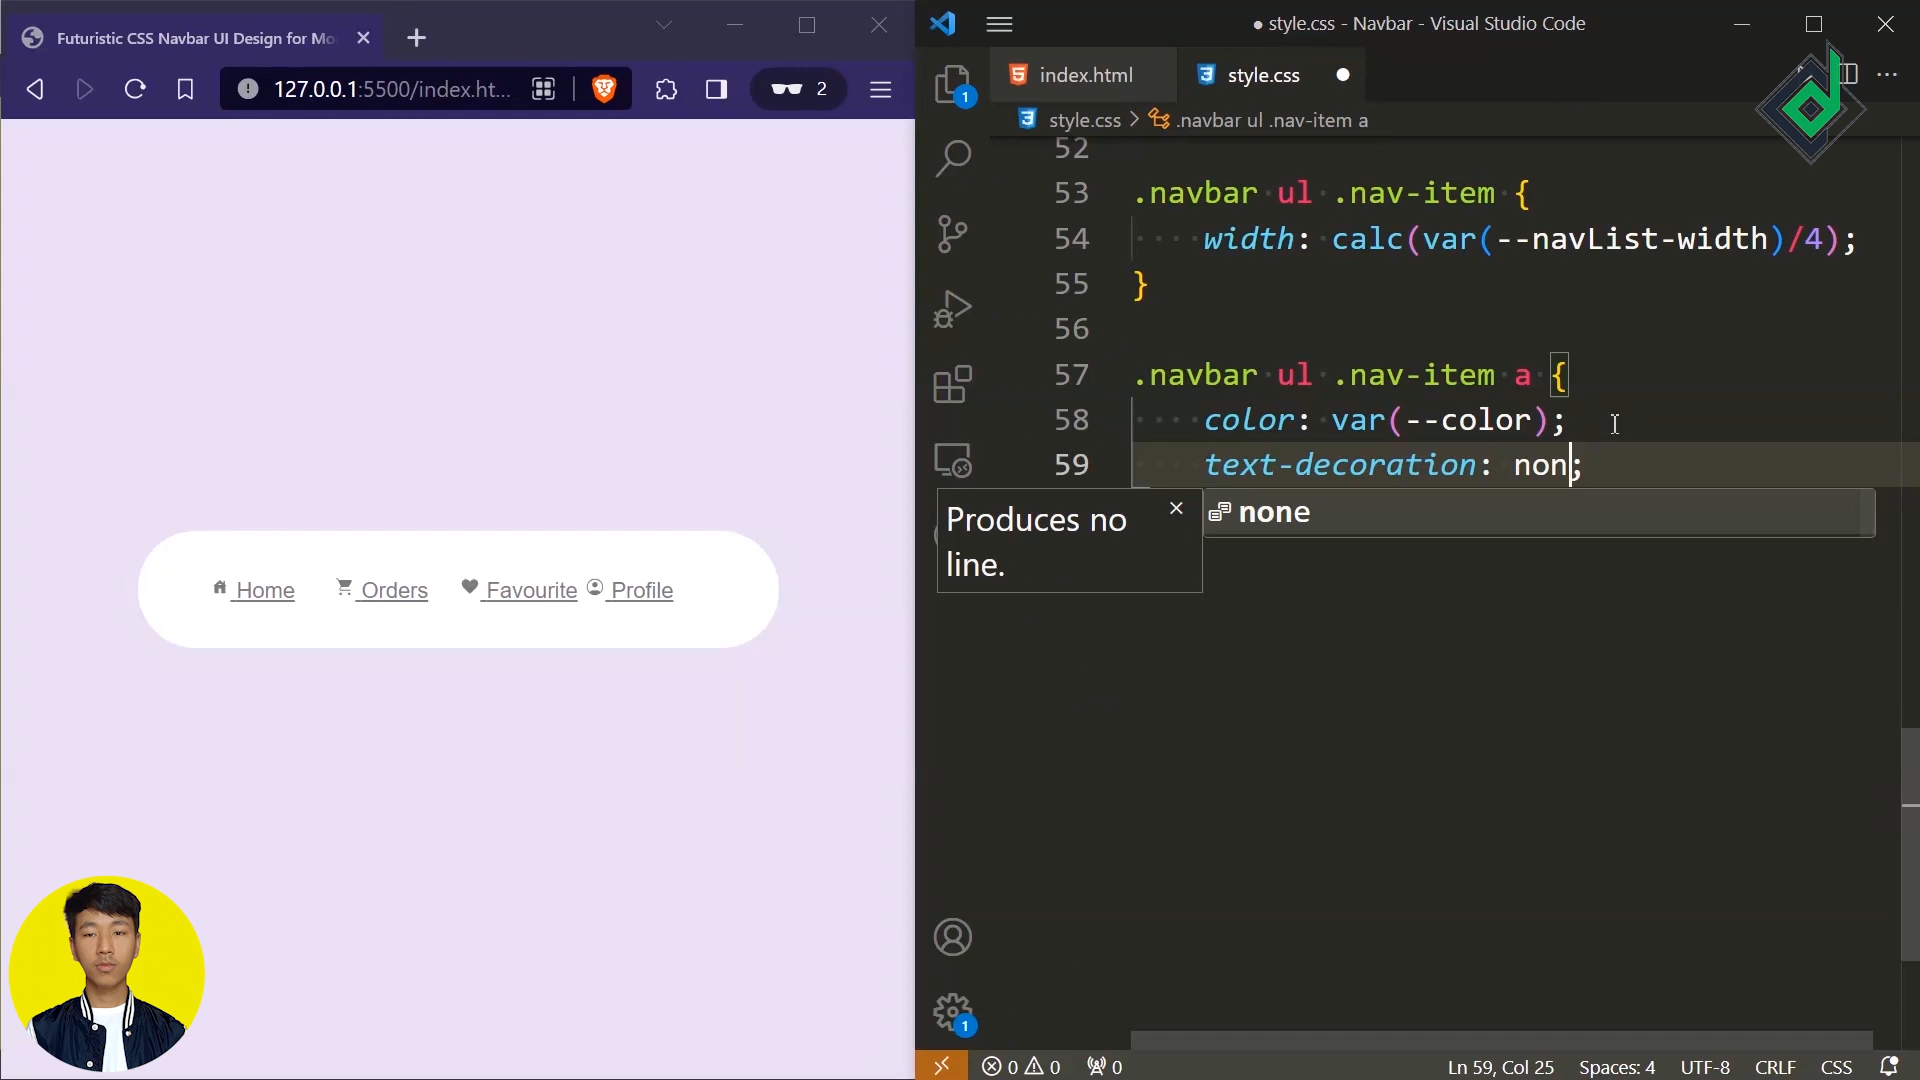 Futuristic CSS Navbar UI Design for Mo
127.0.0.1:5500/index.ht...
2
Home
Orders
Favourite
Profile
style.css - Navbar - Visual Studio Code
index.html
style.css
style.css > .navbar ul .nav-item a
52
53 .navbar ul .nav-item {
54 width: calc(var(--navList-width)/4);
55 }
56
57 .navbar ul .nav-item a {
58 color: var(--color);
59 text-decoration: non;
Produces no
line.
none
1
1
0 0 0
Ln 59, Col 25
Spaces: 4
UTF-8
CRLF
CSS